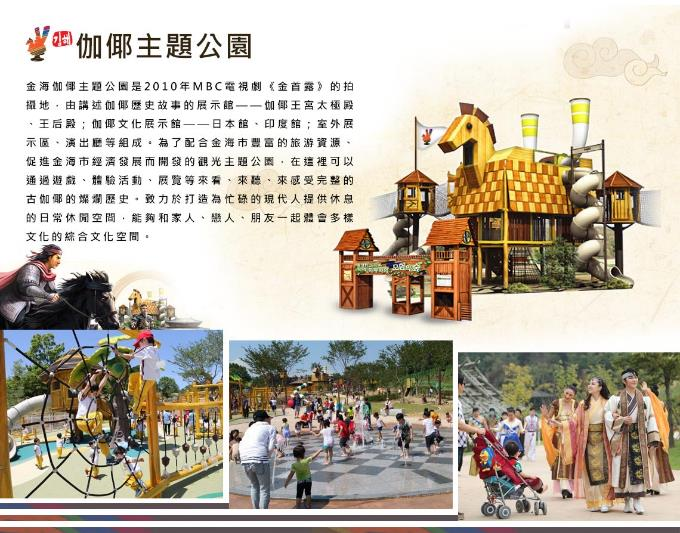 伽倻主題公園
金海伽倻主題公園是2010年MBC電視劇《金首露》的拍
攝地，由講述伽倻歷史故事的展示館——伽倻王宮太極殿
、王后殿；伽倻文化展示館——日本館、印度館；室外展
示區、演出廳等組成。為了配合金海市豐富的旅游資源、
促進金海市經濟發展而開發的觀光主題公園，在這裡可以
通過遊戲、體驗活動、展覽等來看、來聽、來感受完整的
古伽倻的燦爛歷史。致力於打造為忙碌的現代人提供休息
的日常休閒空間，能夠和家人、戀人、朋友一起體會多樣
文化的綜合文化空間。